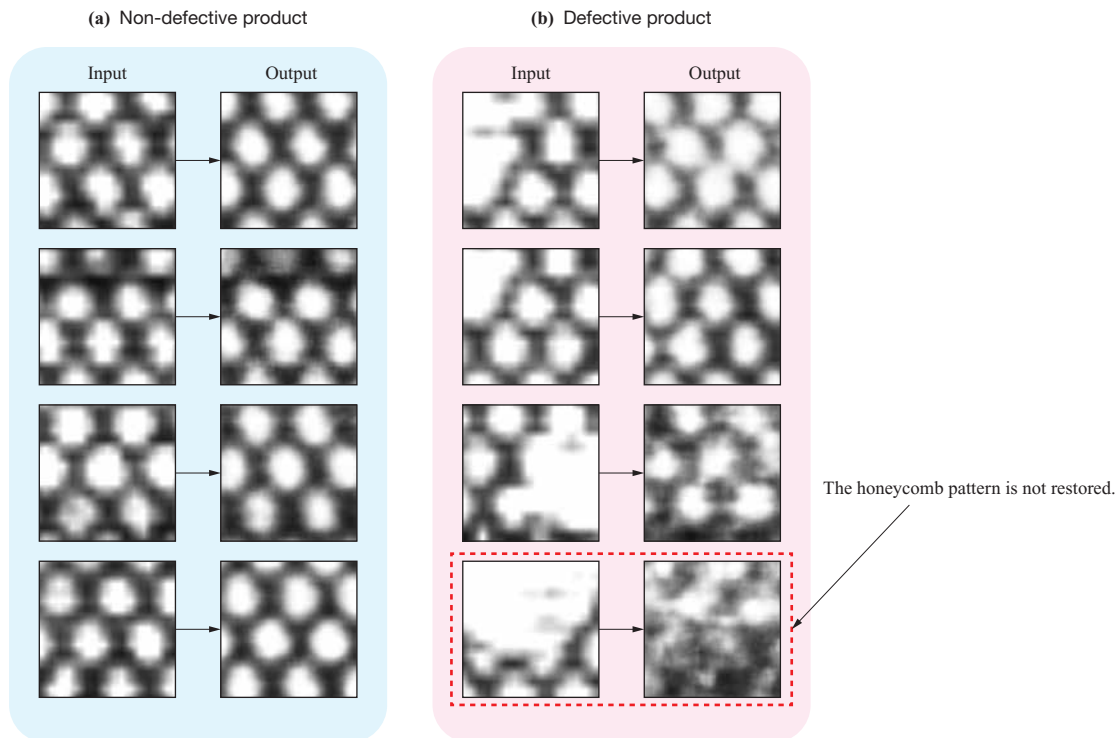 (a) Non-defective product
(b) Defective product
Input
Output
Input
Output
The honeycomb pattern is not restored.